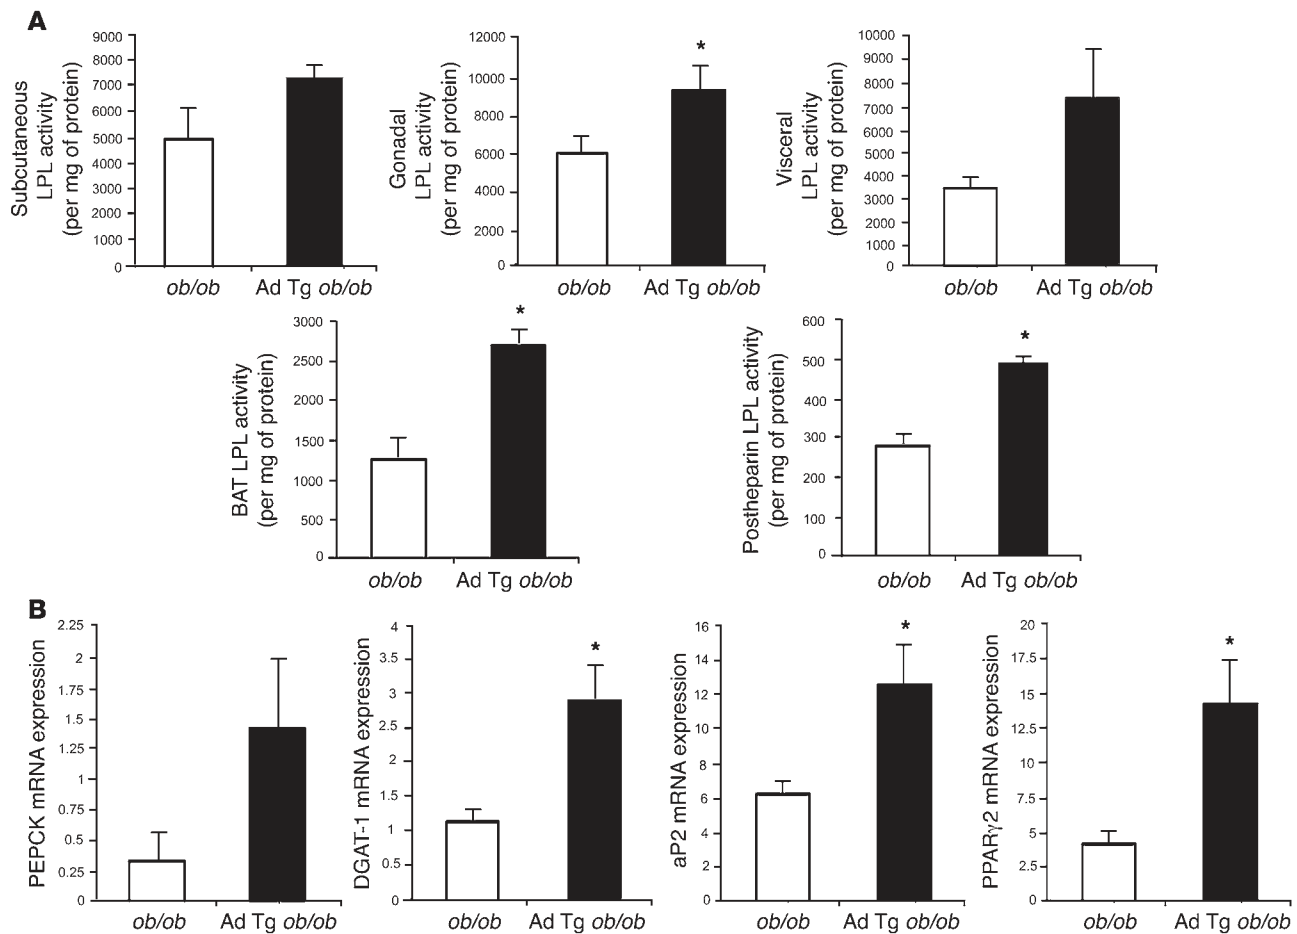 A
Subcutaneous
LPL activity
(per mg of protein)
9000
8000
7000
6000
5000
4000
3000
2000
1000
0
ob/ob
Ad Tg ob/ob
Gonadal
LPL activity
(per mg of protein)
12000
10000
8000
6000
4000
2000
0
*
ob/ob
Ad Tg ob/ob
Visceral
LPL activity
(per mg of protein)
10000
9000
8000
7000
6000
5000
4000
3000
2000
1000
0
ob/ob
Ad Tg ob/ob
BAT LPL activity
(per mg of protein)
3000
2500
2000
1500
1000
500
0
*
ob/ob
Ad Tg ob/ob
Postheparin LPL activity
(per mg of protein)
600
500
400
300
200
100
0
*
ob/ob
Ad Tg ob/ob
B
PEPCK mRNA expression
2.25
2
1.75
1.5
1.25
1
0.75
0.5
0.25
0
ob/ob
Ad Tg ob/ob
DGAT-1 mRNA expression
4
3.5
3
2.5
2
1.5
1
0.5
0
*
ob/ob
Ad Tg ob/ob
aP2 mRNA expression
16
14
12
10
8
6
4
2
0
*
ob/ob
Ad Tg ob/ob
PPARγ2 mRNA expression
20
17.5
15
12.5
10
7.5
5
2.5
0
*
ob/ob
Ad Tg ob/ob